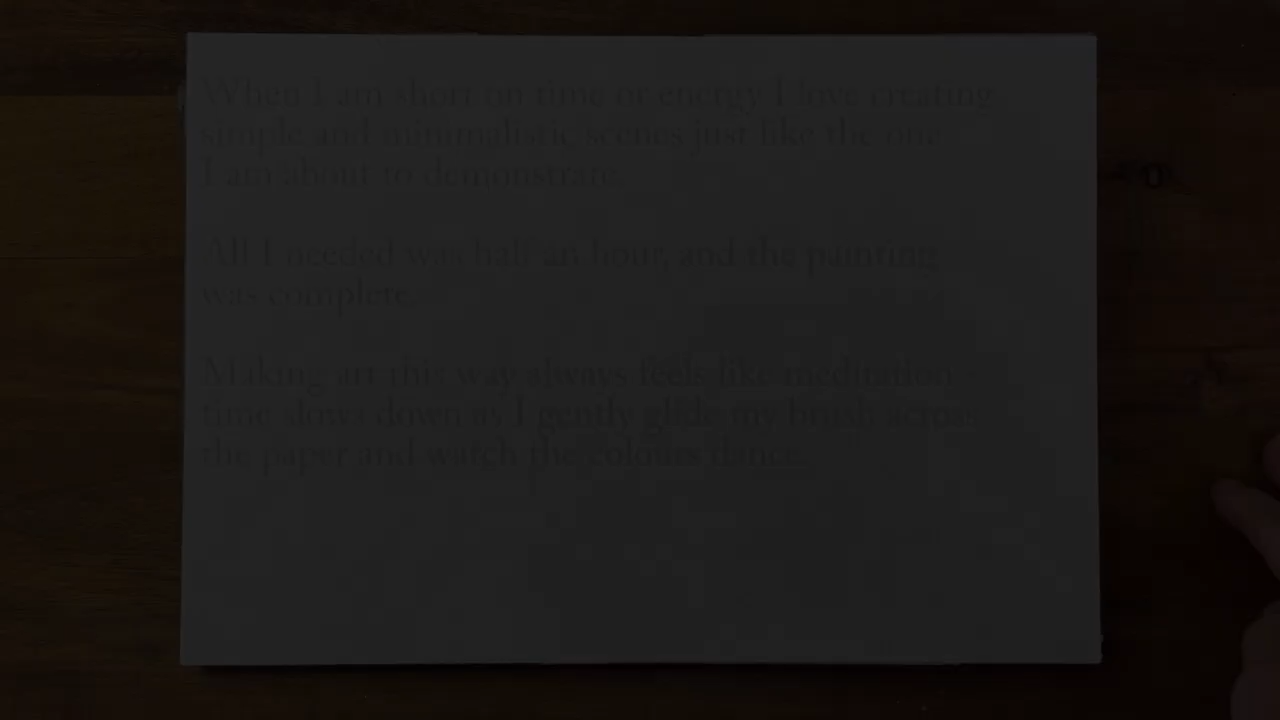 When I am short on time or energy I love creating
simple and minimalistic scenes just like the one
I am about to demonstrate.
All I needed was half an hour, and the painting
was complete.
Making art this way always feels like meditation -
time slows down as I gently glide my brush across
the paper and watch the colours dance.